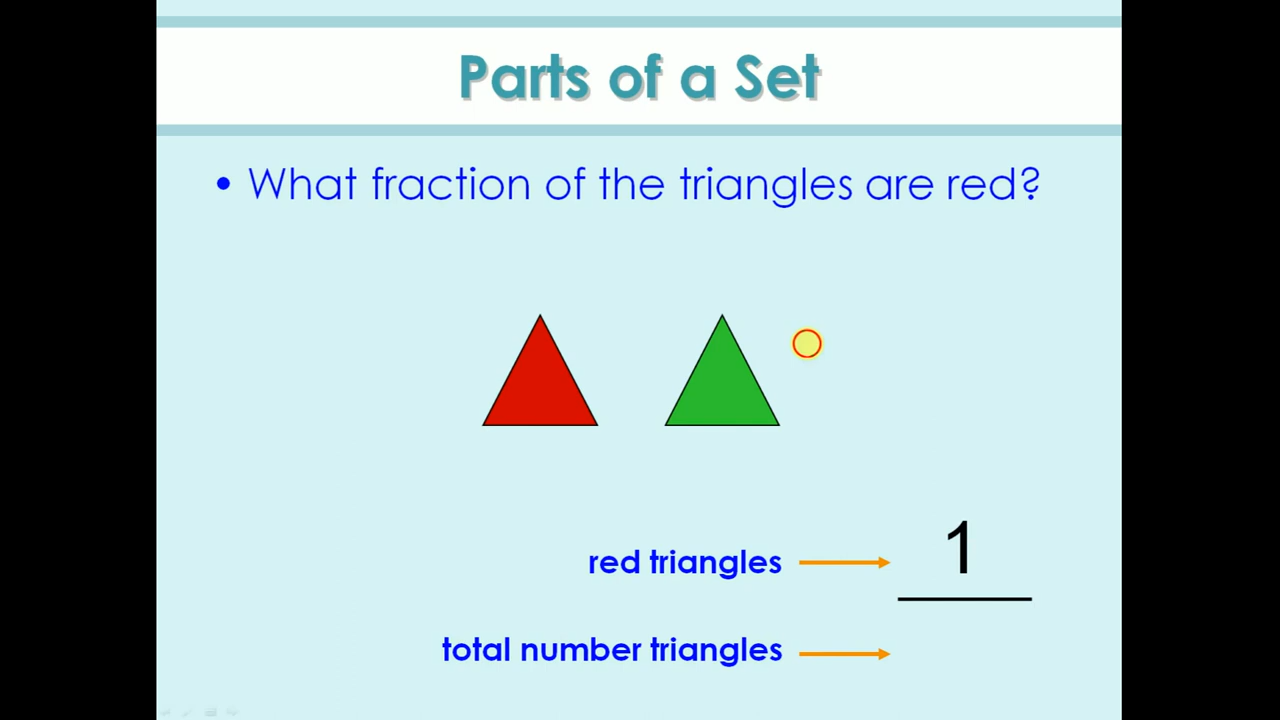 Parts of a Set
• What fraction of the triangles are red?
red triangles
1
total number triangles